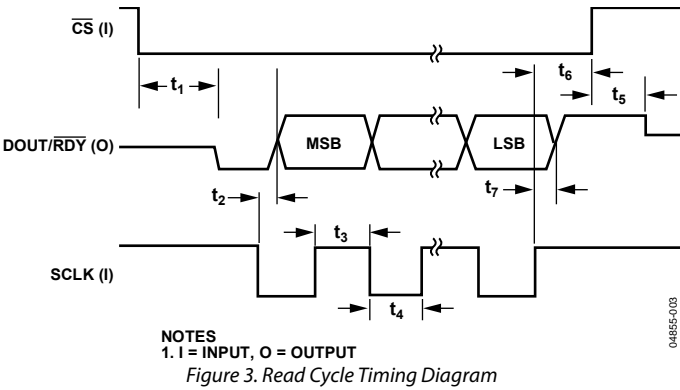 CS (I)
t1
t6
t5
DOUT/RDY (O)
MSB
LSB
t2
t7
t3
SCLK (I)
t4
04855-003
NOTES
1. I = INPUT, O = OUTPUT
Figure 3. Read Cycle Timing Diagram